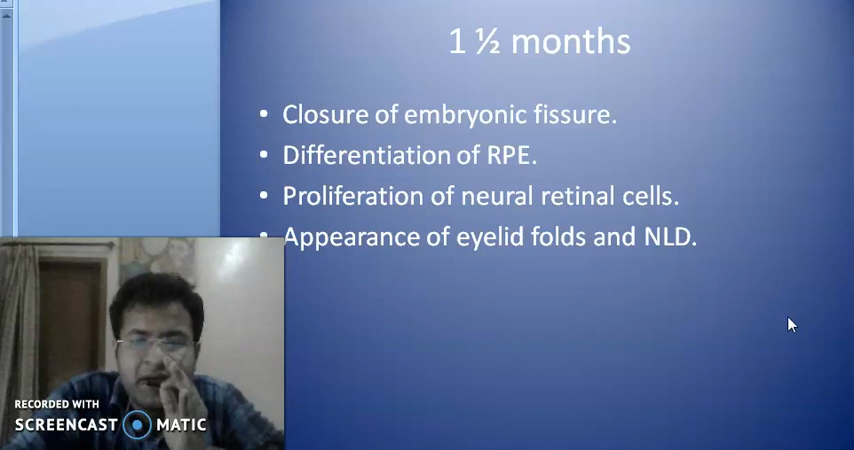 1 ½ months
• Closure of embryonic fissure.
• Differentiation of RPE.
• Proliferation of neural retinal cells.
• Appearance of eyelid folds and NLD.
RECORDED WITH
SCREENCAST MATIC